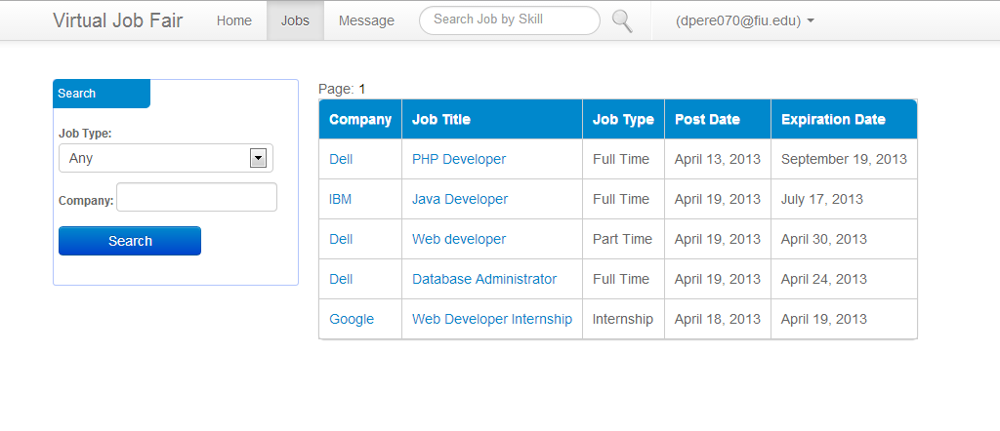 Virtual Job Fair Home Jobs Message Search Job by Skill (dpere070@fiu.edu)
Search
Job Type:
Any
Company:
Search
Page: 1
Company Job Title Job Type Post Date Expiration Date
Dell PHP Developer Full Time April 13, 2013 September 19, 2013
IBM Java Developer Full Time April 19, 2013 July 17, 2013
Dell Web developer Part Time April 19, 2013 April 30, 2013
Dell Database Administrator Full Time April 19, 2013 April 24, 2013
Google Web Developer Internship Internship April 18, 2013 April 19, 2013